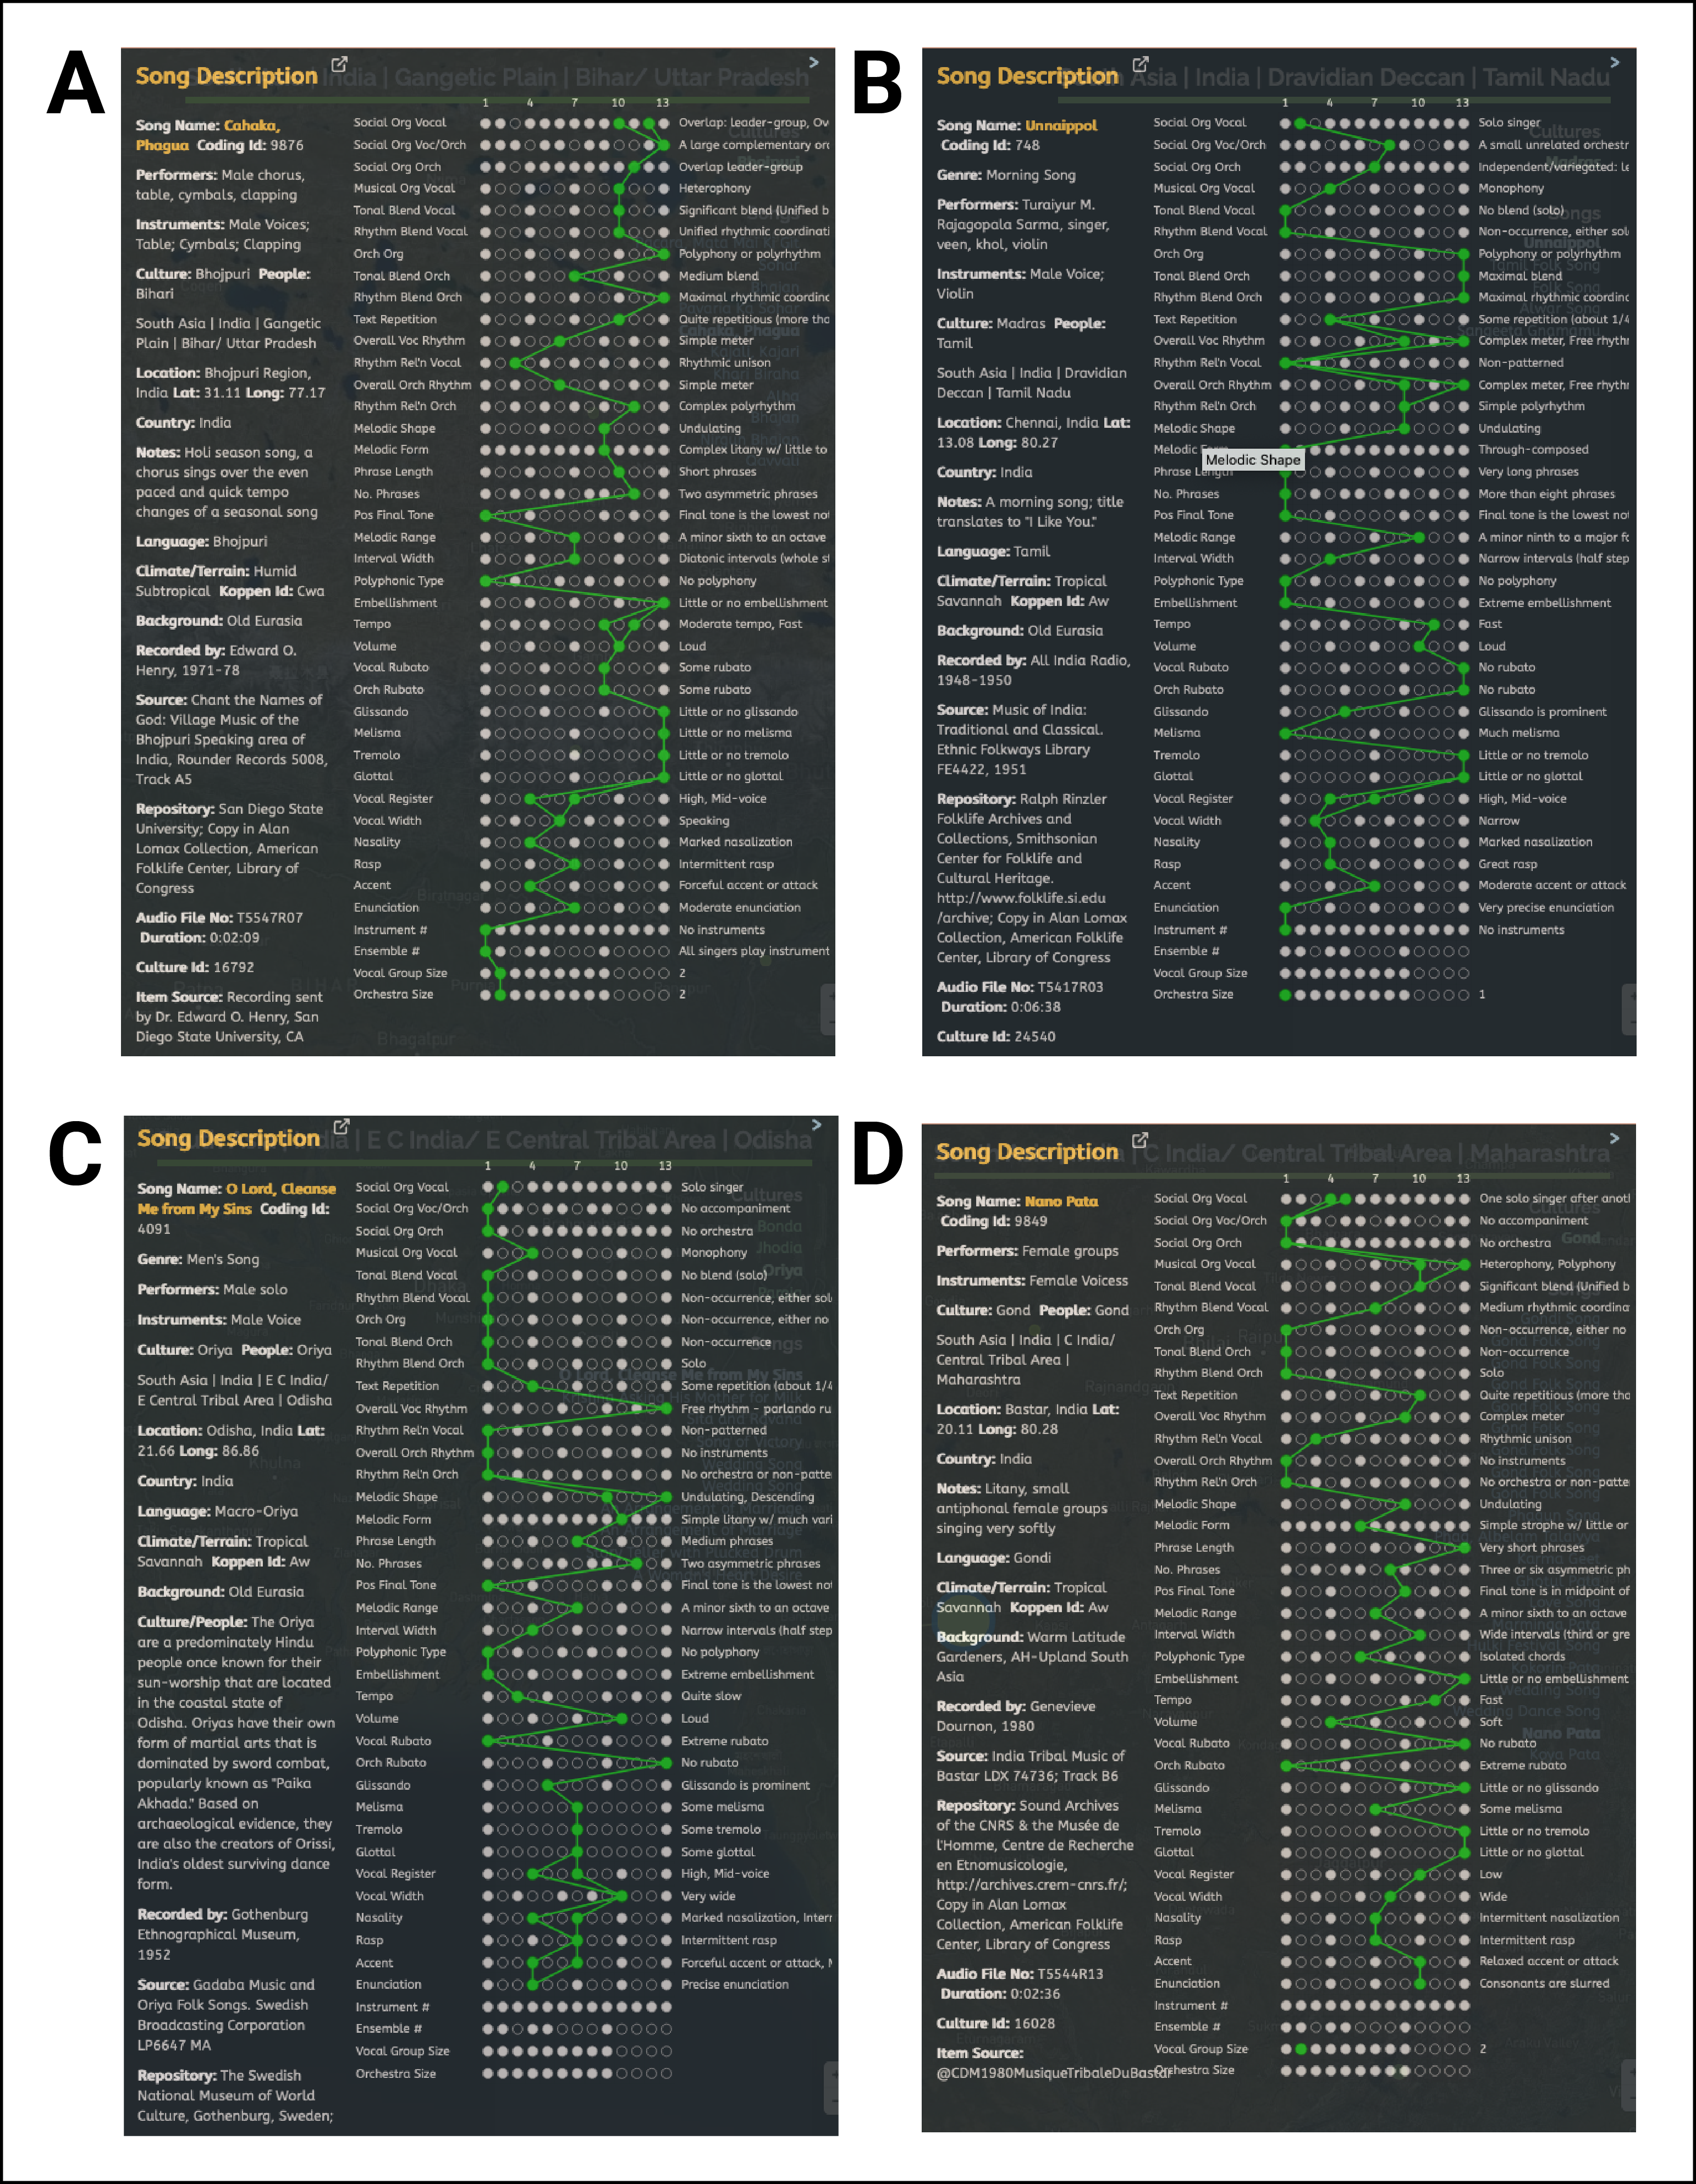 A
Song Description
India | Gangetic Plain | Bihar/ Uttar Pradesh
Song Name: Cahaka,
Phagua Coding Id: 9876
Performers: Male chorus,
table, cymbals, clapping
Instruments: Male Voices;
Table; Cymbals; Clapping
Culture: Bhojpuri People:
Bihari
South Asia | India | Gangetic
Plain | Bihar/ Uttar Pradesh
Location: Bhojpuri Region,
India Lat: 31.11 Long: 77.17
Country: India
Notes: Holi season song, a
chorus sings over the even
paced and quick tempo
changes of a seasonal song
Language: Bhojpuri
Climate/Terrain: Humid
Subtropical Koppen Id: Cwa
Background: Old Eurasia
Recorded by: Edward O.
Henry, 1971-78
Source: Chant the Names of
God: Village Music of the
Bhojpuri Speaking area of
India, Rounder Records 5008,
Track A5
Repository: San Diego State
University; Copy in Alan
Lomax Collection, American
Folklife Center, Library of
Congress
Audio File No: T5547R07
Duration: 0:02:09
Culture Id: 16792
Item Source: Recording sent
by Dr. Edward O. Henry, San
Diego State University, CA
1 4 7 10 13
Social Org Vocal Overlap: leader-group, Ov
Social Org Voc/Orch A large complementary orc
Social Org Orch Overlap leader-group
Musical Org Vocal Heterophony
Tonal Blend Vocal Significant blend (Unified b
Rhythm Blend Vocal Unified rhythmic coordinati
Orch Org Polyphony or polyrhythm
Tonal Blend Orch Medium blend
Rhythm Blend Orch Maximal rhythmic coordinc
Text Repetition Quite repetitious (more tha
Overall Voc Rhythm Simple meter
Rhythm Rel'n Vocal Rhythmic unison
Overall Orch Rhythm Simple meter
Rhythm Rel'n Orch Complex polyrhythm
Melodic Shape Undulating
Melodic Form Complex litany w/ little to
Phrase Length Short phrases
No. Phrases Two asymmetric phrases
Pos Final Tone Final tone is the lowest not
Melodic Range A minor sixth to an octave
Interval Width Diatonic intervals (whole st
Polyphonic Type No polyphony
Embellishment Little or no embellishment
Tempo Moderate tempo, Fast
Volume Loud
Vocal Rubato Some rubato
Orch Rubato Some rubato
Glissando Little or no glissando
Melisma Little or no melisma
Tremolo Little or no tremolo
Glottal Little or no glottal
Vocal Register High, Mid-voice
Vocal Width Speaking
Nasality Marked nasalization
Rasp Intermittent rasp
Accent Forceful accent or attack
Enunciation Moderate enunciation
Instrument # No instruments
Ensemble # All singers play instrument
Vocal Group Size 2
Orchestra Size 2
B
Song Description
Asia | India | Dravidian Deccan | Tamil Nadu
Song Name: Unnaippol
Coding Id: 748
Genre: Morning Song
Performers: Turaiyur M.
Rajagopala Sarma, singer,
veen, khol, violin
Instruments: Male Voice;
Violin
Culture: Madras People:
Tamil
South Asia | India | Dravidian
Deccan | Tamil Nadu
Location: Chennai, India Lat:
13.08 Long: 80.27
Country: India
Notes: A morning song; title
translates to "I Like You."
Language: Tamil
Climate/Terrain: Tropical
Savannah Koppen Id: Aw
Background: Old Eurasia
Recorded by: All India Radio,
1948-1950
Source: Music of India:
Traditional and Classical.
Ethnic Folkways Library
FE4422, 1951
Repository: Ralph Rinzler
Folklife Archives and
Collections, Smithsonian
Center for Folklife and
Cultural Heritage.
http://www.folklife.si.edu
/archive; Copy in Alan Lomax
Collection, American Folklife
Center, Library of Congress
Audio File No: T5417R03
Duration: 0:06:38
Culture Id: 24540
1 4 7 10 13
Social Org Vocal Solo singer
Social Org Voc/Orch A small unrelated orchestr
Social Org Orch Independent/variegated: le
Musical Org Vocal Monophony
Tonal Blend Vocal No blend (solo)
Rhythm Blend Vocal Non-occurrence, either sol
Orch Org Polyphony or polyrhythm
Tonal Blend Orch Maximal blend
Rhythm Blend Orch Maximal rhythmic coordinc
Text Repetition Some repetition (about 1/4
Overall Voc Rhythm Complex meter, Free rhyth
Rhythm Rel'n Vocal Non-patterned
Overall Orch Rhythm Complex meter, Free rhyth
Rhythm Rel'n Orch Simple polyrhythm
Melodic Shape Undulating
Melodic Through-composed
Melodic Shape
Phrase Length Very long phrases
No. Phrases More than eight phrases
Pos Final Tone Final tone is the lowest not
Melodic Range A minor ninth to a major fo
Interval Width Narrow intervals (half step
Polyphonic Type No polyphony
Embellishment Extreme embellishment
Tempo Fast
Volume Loud
Vocal Rubato No rubato
Orch Rubato No rubato
Glissando Glissando is prominent
Melisma Much melisma
Tremolo Little or no tremolo
Glottal Little or no glottal
Vocal Register High, Mid-voice
Vocal Width Narrow
Nasality Marked nasalization
Rasp Great rasp
Accent Moderate accent or attack
Enunciation Very precise enunciation
Instrument # No instruments
Ensemble #
Vocal Group Size
Orchestra Size 1
C
Song Description
| E C India/ E Central Tribal Area | Odisha
Song Name: O Lord, Cleanse
Me from My Sins Coding Id:
4091
Genre: Men's Song
Performers: Male solo
Instruments: Male Voice
Culture: Oriya People: Oriya
South Asia | India | E C India/
E Central Tribal Area | Odisha
Location: Odisha, India Lat:
21.66 Long: 86.86
Country: India
Language: Macro-Oriya
Climate/Terrain: Tropical
Savannah Koppen Id: Aw
Background: Old Eurasia
Culture/People: The Oriya
are a predominately Hindu
people once known for their
sun-worship that are located
in the coastal state of
Odisha. Oriyas have their own
form of martial arts that is
dominated by sword combat,
popularly known as "Paika
Akhada." Based on
archaeological evidence, they
are also the creators of Orissi,
India's oldest surviving dance
form.
Recorded by: Gothenburg
Ethnographical Museum,
1952
Source: Gadaba Music and
Oriya Folk Songs. Swedish
Broadcasting Corporation
LP6647 MA
Repository: The Swedish
National Museum of World
Culture, Gothenburg, Sweden;
1 4 7 10 13
Social Org Vocal Solo singer
Social Org Voc/Orch No accompaniment
Social Org Orch No orchestra
Musical Org Vocal Monophony
Tonal Blend Vocal No blend (solo)
Rhythm Blend Vocal Non-occurrence, either sol
Orch Org Non-occurrence, either no
Tonal Blend Orch Non-occurrence
Rhythm Blend Orch Solo
Text Repetition Some repetition (about 1/4
Overall Voc Rhythm Free rhythm - parlando ru
Rhythm Rel'n Vocal Non-patterned
Overall Orch Rhythm No instruments
Rhythm Rel'n Orch No orchestra or non-patte
Melodic Shape Undulating, Descending
Melodic Form Simple litany w/ much vari
Phrase Length Medium phrases
No. Phrases Two asymmetric phrases
Pos Final Tone Final tone is the lowest not
Melodic Range A minor sixth to an octave
Interval Width Narrow intervals (half step
Polyphonic Type No polyphony
Embellishment Extreme embellishment
Tempo Quite slow
Volume Loud
Vocal Rubato Extreme rubato
Orch Rubato No rubato
Glissando Glissando is prominent
Melisma Some melisma
Tremolo Some tremolo
Glottal Some glottal
Vocal Register High, Mid-voice
Vocal Width Very wide
Nasality Marked nasalization, Interr
Rasp Intermittent rasp
Accent Forceful accent or attack, M
Enunciation Precise enunciation
Instrument #
Ensemble #
Vocal Group Size
Orchestra Size
D
Song Description
| C India/ Central Tribal Area | Maharashtra
Song Name: Nano Pata
Coding Id: 9849
Performers: Female groups
Instruments: Female Voicess
Culture: Gond People: Gond
South Asia | India | C India/
Central Tribal Area |
Maharashtra
Location: Bastar, India Lat:
20.11 Long: 80.28
Country: India
Notes: Litany, small
antiphonal female groups
singing very softly
Language: Gondi
Climate/Terrain: Tropical
Savannah Koppen Id: Aw
Background: Warm Latitude
Gardeners, AH-Upland South
Asia
Recorded by: Genevieve
Dournon, 1980
Source: India Tribal Music of
Bastar LDX 74736; Track B6
Repository: Sound Archives
of the CNRS & the Musée de
l'Homme, Centre de Recherche
en Etnomusicologie,
http://archives.crem-cnrs.fr/;
Copy in Alan Lomax
Collection, American Folklife
Center, Library of Congress
Audio File No: T5544R13
Duration: 0:02:36
Culture Id: 16028
Item Source:
@CDM1980MusiqueTribaleDuBastar
1 4 7 10 13
Social Org Vocal One solo singer after anotl
Social Org Voc/Orch No accompaniment
Social Org Orch No orchestra
Musical Org Vocal Heterophony, Polyphony
Tonal Blend Vocal Significant blend (Unified b
Rhythm Blend Vocal Medium rhythmic coordina
Orch Org Non-occurrence, either no
Tonal Blend Orch Non-occurrence
Rhythm Blend Orch Solo
Text Repetition Quite repetitious (more tha
Overall Voc Rhythm Complex meter
Rhythm Rel'n Vocal Rhythmic unison
Overall Orch Rhythm No instruments
Rhythm Rel'n Orch No orchestra or non-patte
Melodic Shape Undulating
Melodic Form Simple strophe w/ little or
Phrase Length Very short phrases
No. Phrases Three or six asymmetric ph
Pos Final Tone Final tone is in midpoint of
Melodic Range A minor sixth to an octave
Interval Width Wide intervals (third or gre
Polyphonic Type Isolated chords
Embellishment Little or no embellishment
Tempo Fast
Volume Soft
Vocal Rubato No rubato
Orch Rubato Extreme rubato
Glissando Little or no glissando
Melisma Some melisma
Tremolo Little or no tremolo
Glottal Little or no glottal
Vocal Register Low
Vocal Width Wide
Nasality Intermittent nasalization
Rasp Intermittent rasp
Accent Relaxed accent or attack
Enunciation Consonants are slurred
Instrument #
Ensemble #
Vocal Group Size 2
Orchestra Size